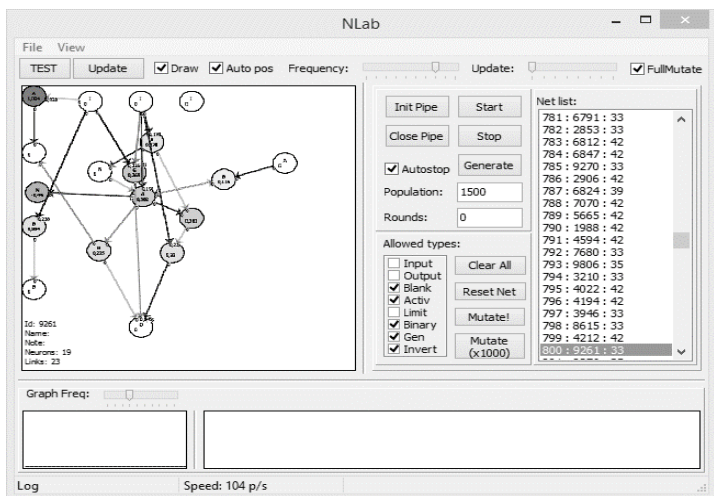 NLab
File View
TEST Update Draw Auto pos Frequency: Update: FullMutate
Init Pipe Start
Close Pipe Stop
Autostop Generate
Population: 1500
Rounds: 0
Allowed types:
Input
Output
Blank
Activ
Limit
Binary
Gen
Invert
Clear All
Reset Net
Mutate!
Mutate
(x1000)
Net list:
781 : 6791 : 33
782 : 2853 : 33
783 : 6812 : 42
784 : 6847 : 42
785 : 9270 : 33
786 : 2906 : 42
787 : 6824 : 39
788 : 7070 : 42
789 : 5665 : 42
790 : 1988 : 42
791 : 4594 : 42
792 : 7680 : 33
793 : 9806 : 35
794 : 3210 : 33
795 : 4022 : 42
796 : 4194 : 42
797 : 3946 : 33
798 : 8615 : 33
799 : 4212 : 42
800 : 9261 : 33
Id: 9261
Name:
Note:
Neurons: 19
Links: 23
Graph Freq:
Log Speed: 104 p/s